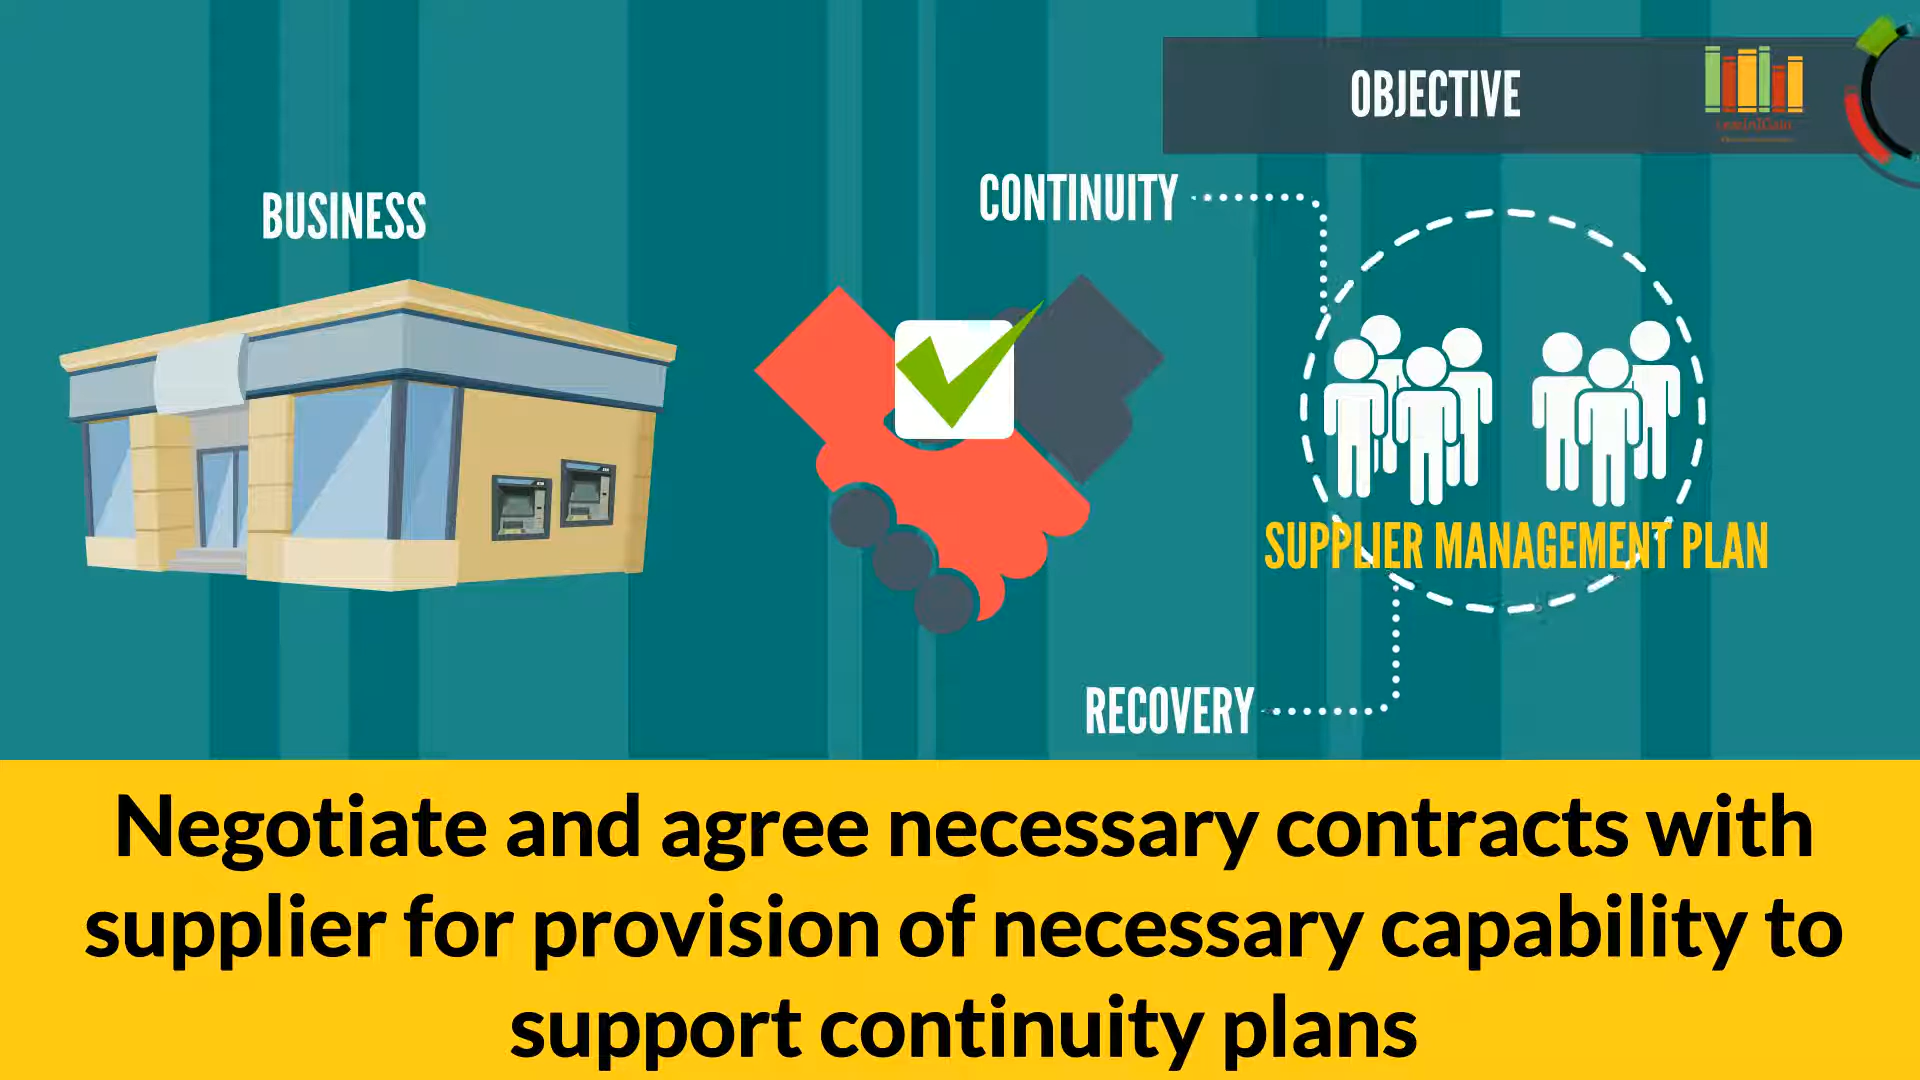 OBJECTIVE
CONTINUITY
BUSINESS
SUPPLIER MANAGEMENT PLAN
RECOVERY
Negotiate and agree necessary contracts with
supplier for provision of necessary capability to
support continuity plans